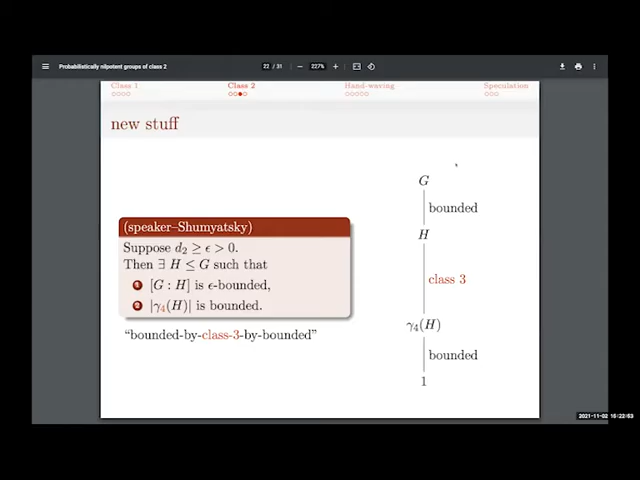 Probabilistically nilpotent groups of class 2
22 / 31
227%
Class 1
Class 2
Hand-waving
Speculation
new stuff
(speaker–Shumyatsky)
Suppose d₂ ≥ ϵ > 0.
Then ∃ H ≤ G such that
1 [G : H] is ϵ-bounded,
2 |γ₄(H)| is bounded.
“bounded-by-class-3-by-bounded”
G
bounded
H
class 3
γ₄(H)
bounded
1
2021-11-02 15:22:53